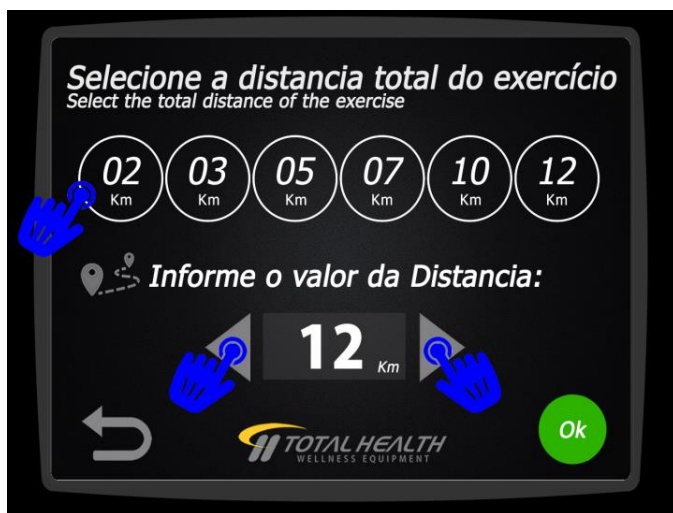 Selecione a distancia total do exercício
Select the total distance of the exercise
02 03 05 07 10 12
Km Km Km Km Km Km
Informe o valor da Distancia:
12 Km
TOTAL HEALTH
WELLNESS EQUIPMENT
Ok